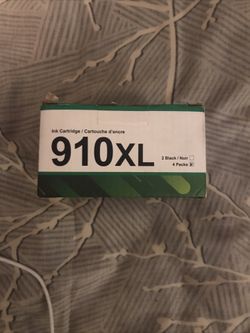 Ink Cartridge / Cartouche d'encre
910XL
2 Black / Noir
4 Packs